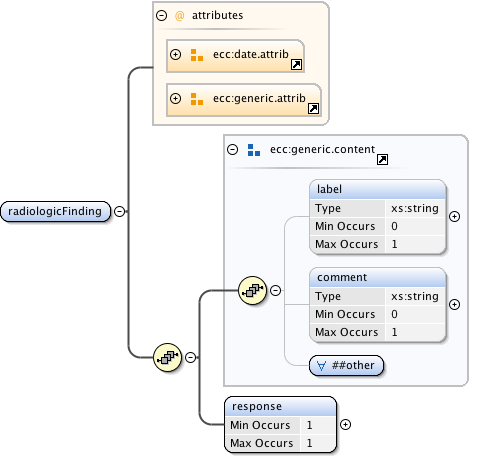 @ attributes
ecc:date.attrib
ecc:generic.attrib
ecc:generic.content
label
Type xs:string
Min Occurs 0
Max Occurs 1
radiologicFinding
comment
Type xs:string
Min Occurs 0
Max Occurs 1
∀ ##other
response
Min Occurs 1
Max Occurs 1